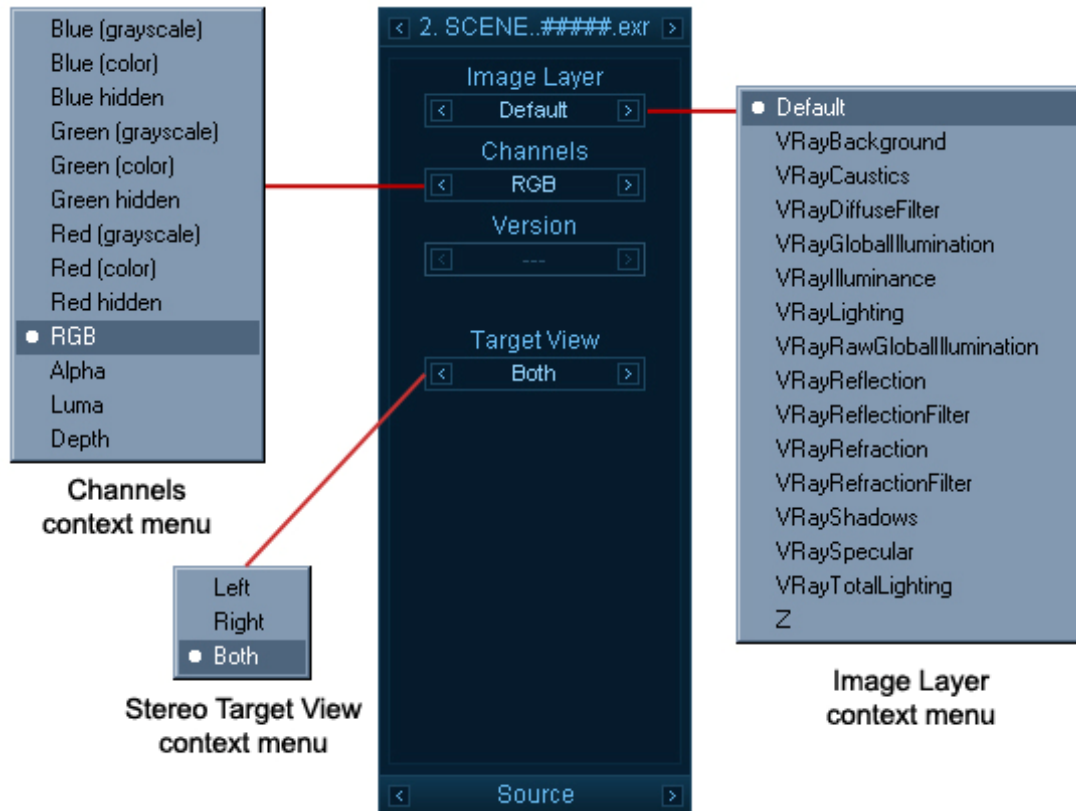 Blue (grayscale)
Blue (color)
Blue hidden
Green (grayscale)
Green (color)
Green hidden
Red (grayscale)
Red (color)
Red hidden
RGB
Alpha
Luma
Depth
Channels
context menu
Left
Right
Both
Stereo Target View
context menu
< 2. SCENE..#####.exr >
Image Layer
< Default >
Channels
< RGB >
Version
< --- >
Target View
< Both >
< Source >
Default
VRayBackground
VRayCaustics
VRayDiffuseFilter
VRayGlobalIllumination
VRayIlluminance
VRayLighting
VRayRawGlobalIllumination
VRayReflection
VRayReflectionFilter
VRayRefraction
VRayRefractionFilter
VRayShadows
VRaySpecular
VRayTotalLighting
Z
Image Layer
context menu